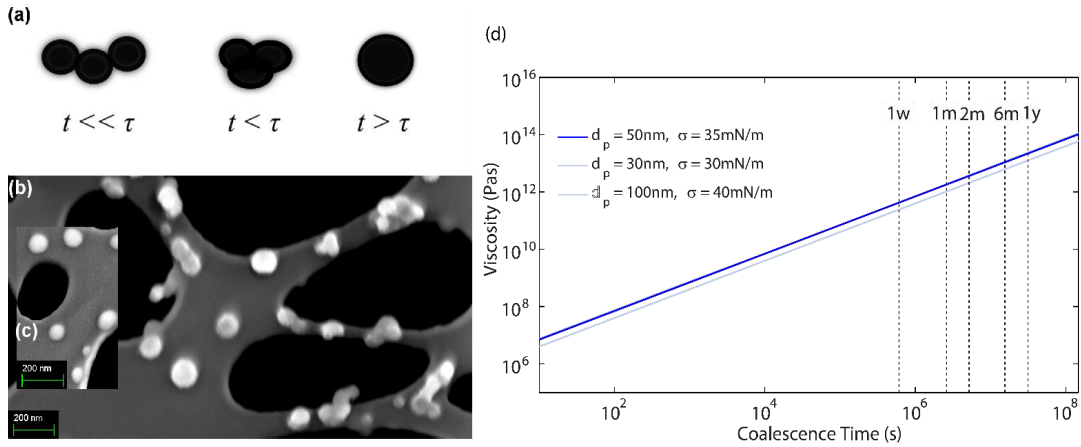 (a)
t << τ
t < τ
t > τ
(b)
(c)
200 nm
200 nm
(d)
10^16
10^14
10^12
10^10
10^8
10^6
Viscosity (Pas)
1w
1m
2m
6m
1y
d_p = 50nm, σ = 35mN/m
d_p = 30nm, σ = 30mN/m
d_p = 100nm, σ = 40mN/m
10^2
10^4
10^6
10^8
Coalescence Time (s)